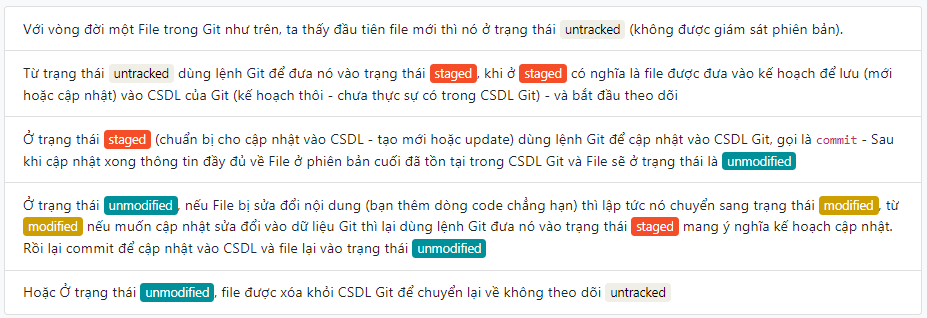 Với vòng đời một File trong Git như trên, ta thấy đầu tiên file mới thì nó ở trạng thái untracked (không được giám sát phiên bản).
Từ trạng thái untracked dùng lệnh Git để đưa nó vào trạng thái staged, khi ở staged có nghĩa là file được đưa vào kế hoạch để lưu (mới
hoặc cập nhật) vào CSDL của Git (kế hoạch thôi - chưa thực sự có trong CSDL Git) - và bắt đầu theo dõi
Ở trạng thái staged (chuẩn bị cho cập nhật vào CSDL - tạo mới hoặc update) dùng lệnh Git để cập nhật vào CSDL Git, gọi là commit - Sau
khi cập nhật xong thông tin đầy đủ về File ở phiên bản cuối đã tồn tại trong CSDL Git và File sẽ ở trạng thái là unmodified
Ở trạng thái unmodified, nếu File bị sửa đổi nội dung (bạn thêm dòng code chẳng hạn) thì lập tức nó chuyển sang trạng thái modified, từ
modified nếu muốn cập nhật sửa đổi vào dữ liệu Git thì lại dùng lệnh Git đưa nó vào trạng thái staged mang ý nghĩa kế hoạch cập nhật.
Rồi lại commit để cập nhật vào CSDL và file lại vào trạng thái unmodified
Hoặc Ở trạng thái unmodified, file được xóa khỏi CSDL Git để chuyển lại về không theo dõi untracked